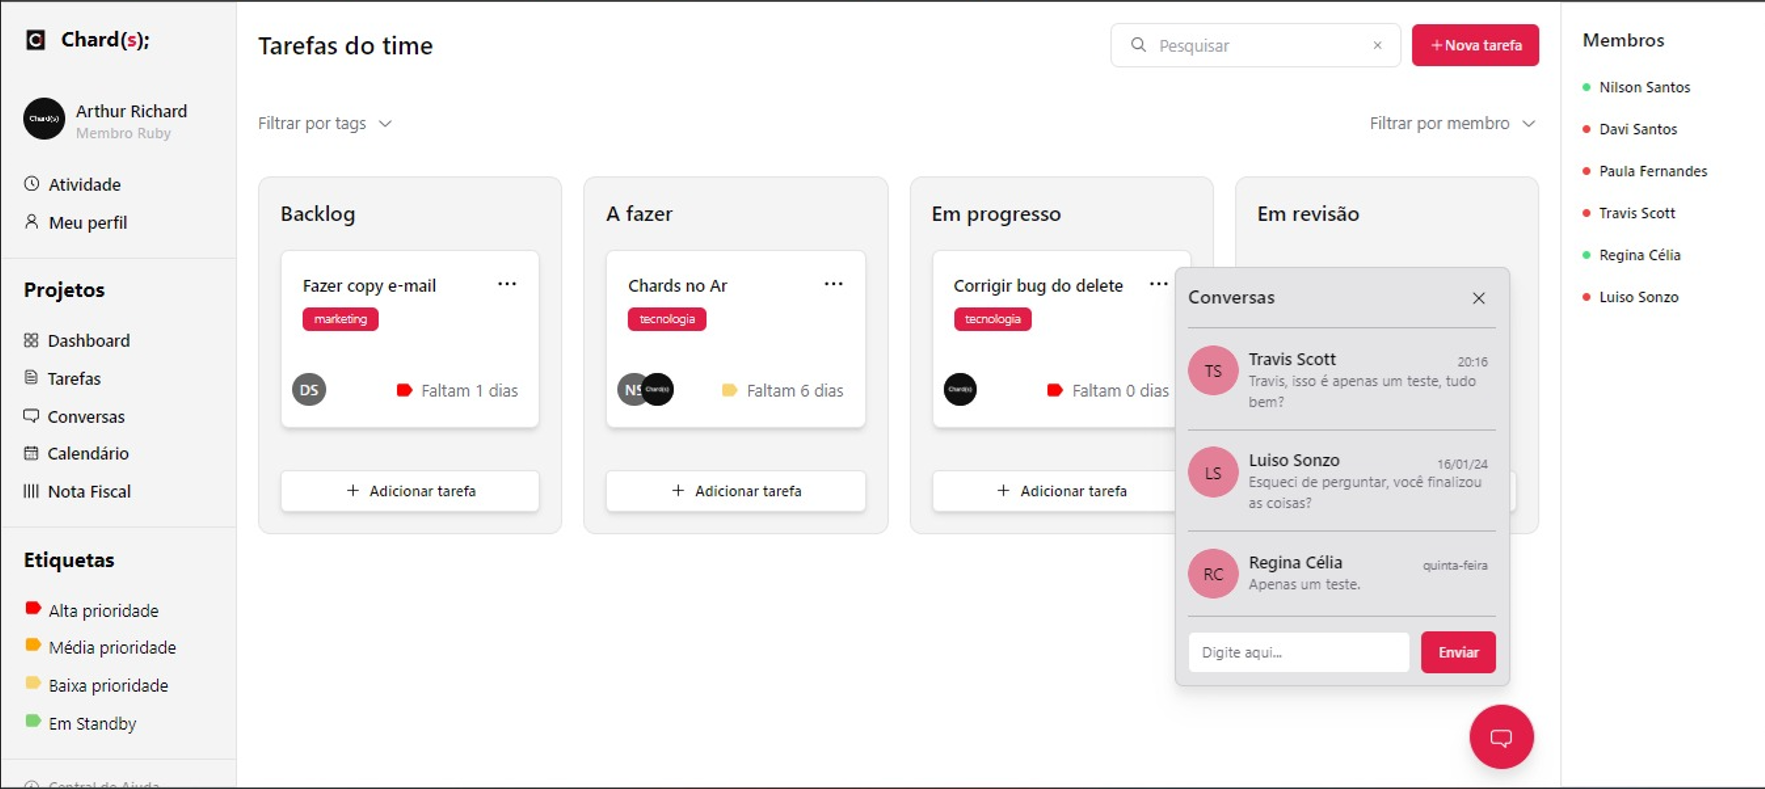 Chard(s);
Chard(s)
Arthur Richard
Membro Ruby
Atividade
Meu perfil
Projetos
Dashboard
Tarefas
Conversas
Calendário
Nota Fiscal
Etiquetas
Alta prioridade
Média prioridade
Baixa prioridade
Em Standby
Central de Ajuda
Tarefas do time
Pesquisar
+ Nova tarefa
Filtrar por tags
Filtrar por membro
Backlog
Fazer copy e-mail
marketing
DS
Faltam 1 dias
+ Adicionar tarefa
A fazer
Chards no Ar
tecnologia
NS
Chard(s)
Faltam 6 dias
+ Adicionar tarefa
Em progresso
Corrigir bug do delete
tecnologia
Chard(s)
Faltam 0 dias
+ Adicionar tarefa
Em revisão
Conversas
TS
Travis Scott
20:16
Travis, isso é apenas um teste, tudo
bem?
LS
Luiso Sonzo
16/01/24
Esqueci de perguntar, você finalizou
as coisas?
RC
Regina Célia
quinta-feira
Apenas um teste.
Digite aqui...
Enviar
Membros
Nilson Santos
Davi Santos
Paula Fernandes
Travis Scott
Regina Célia
Luiso Sonzo